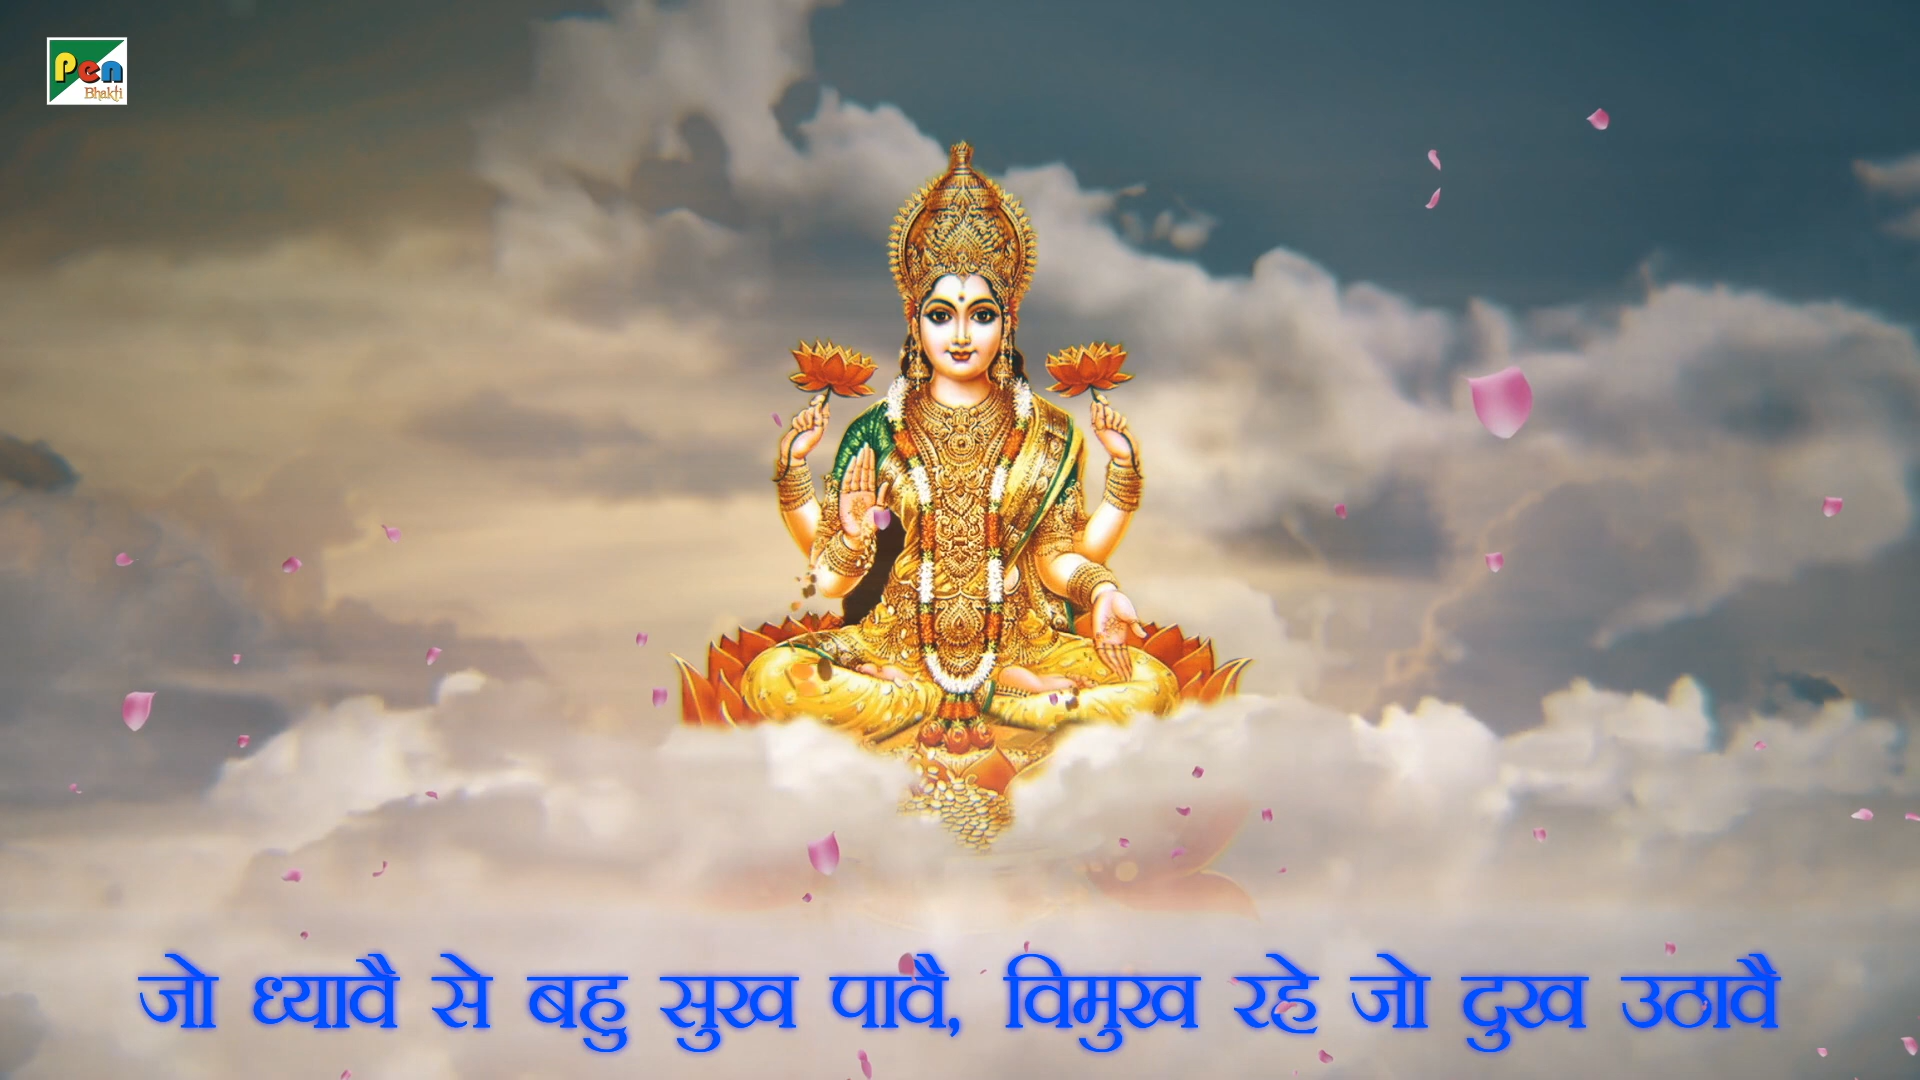 Pen
Bhakti
जो ध्यावै से बहु सुख पावै, विमुख रहे जो दुख उठावै